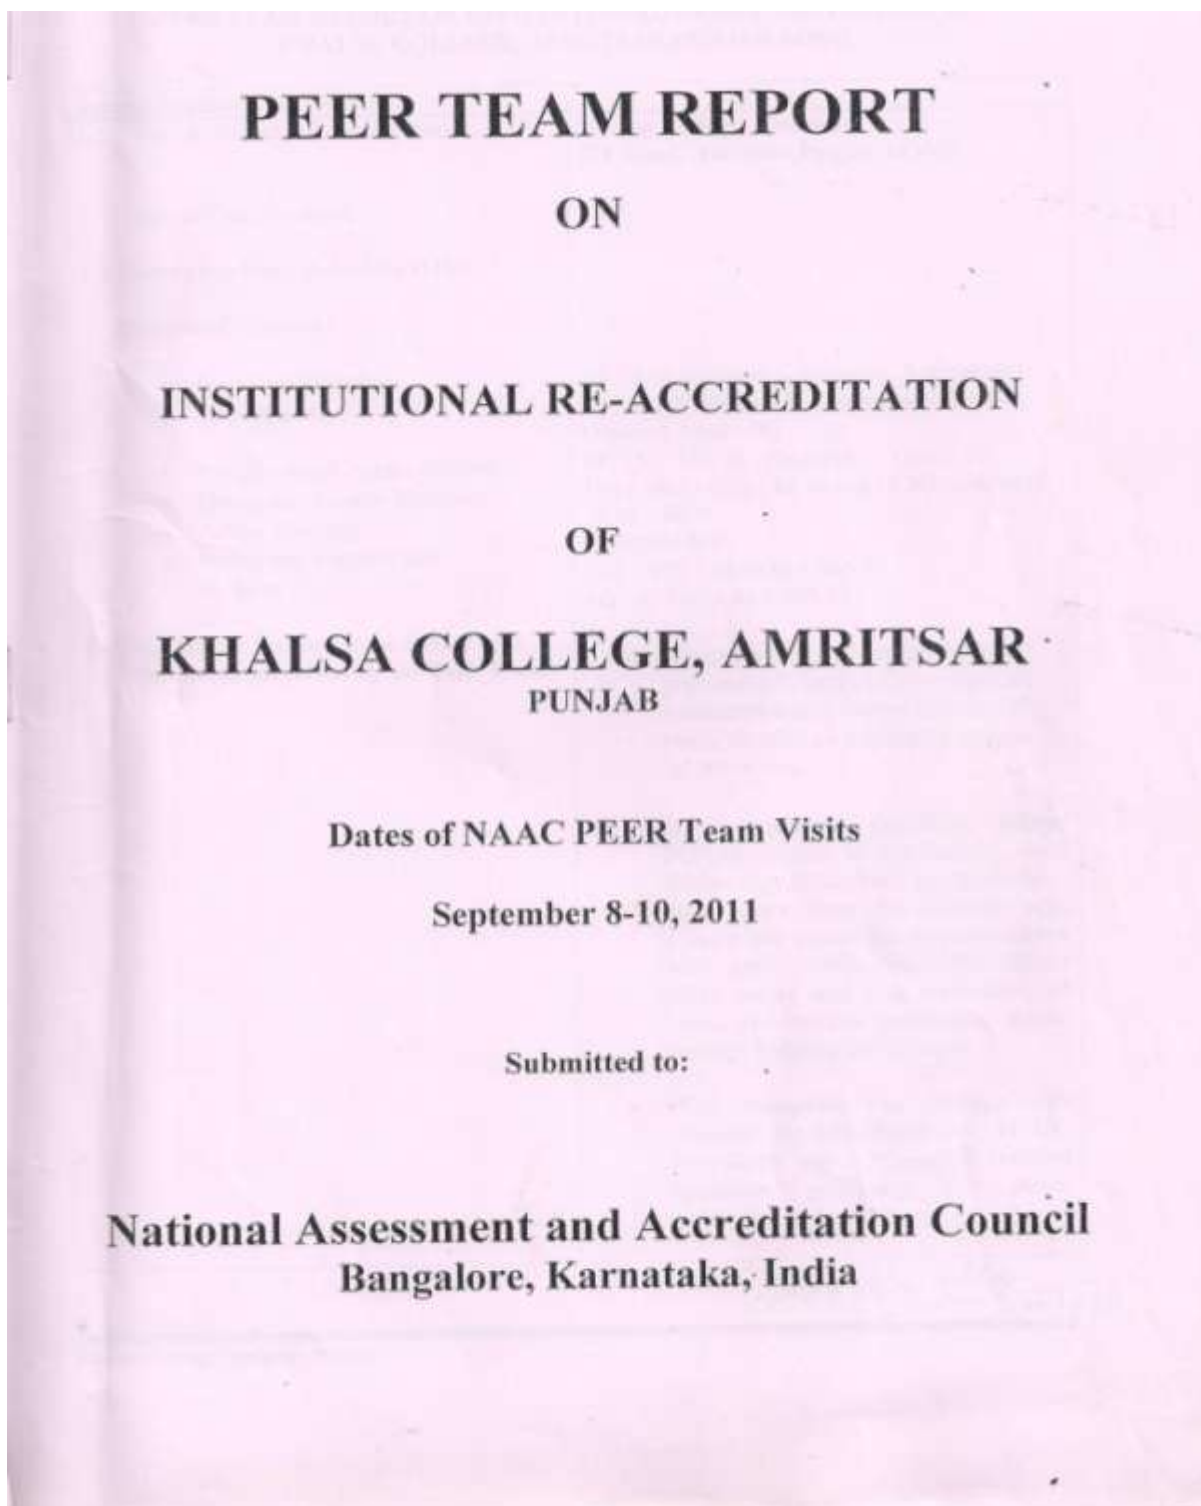 PEER TEAM REPORT
ON
INSTITUTIONAL RE-ACCREDITATION
OF
KHALSA COLLEGE, AMRITSAR
PUNJAB
Dates of NAAC PEER Team Visits
September 8-10, 2011
Submitted to:
National Assessment and Accreditation Council
Bangalore, Karnataka, India